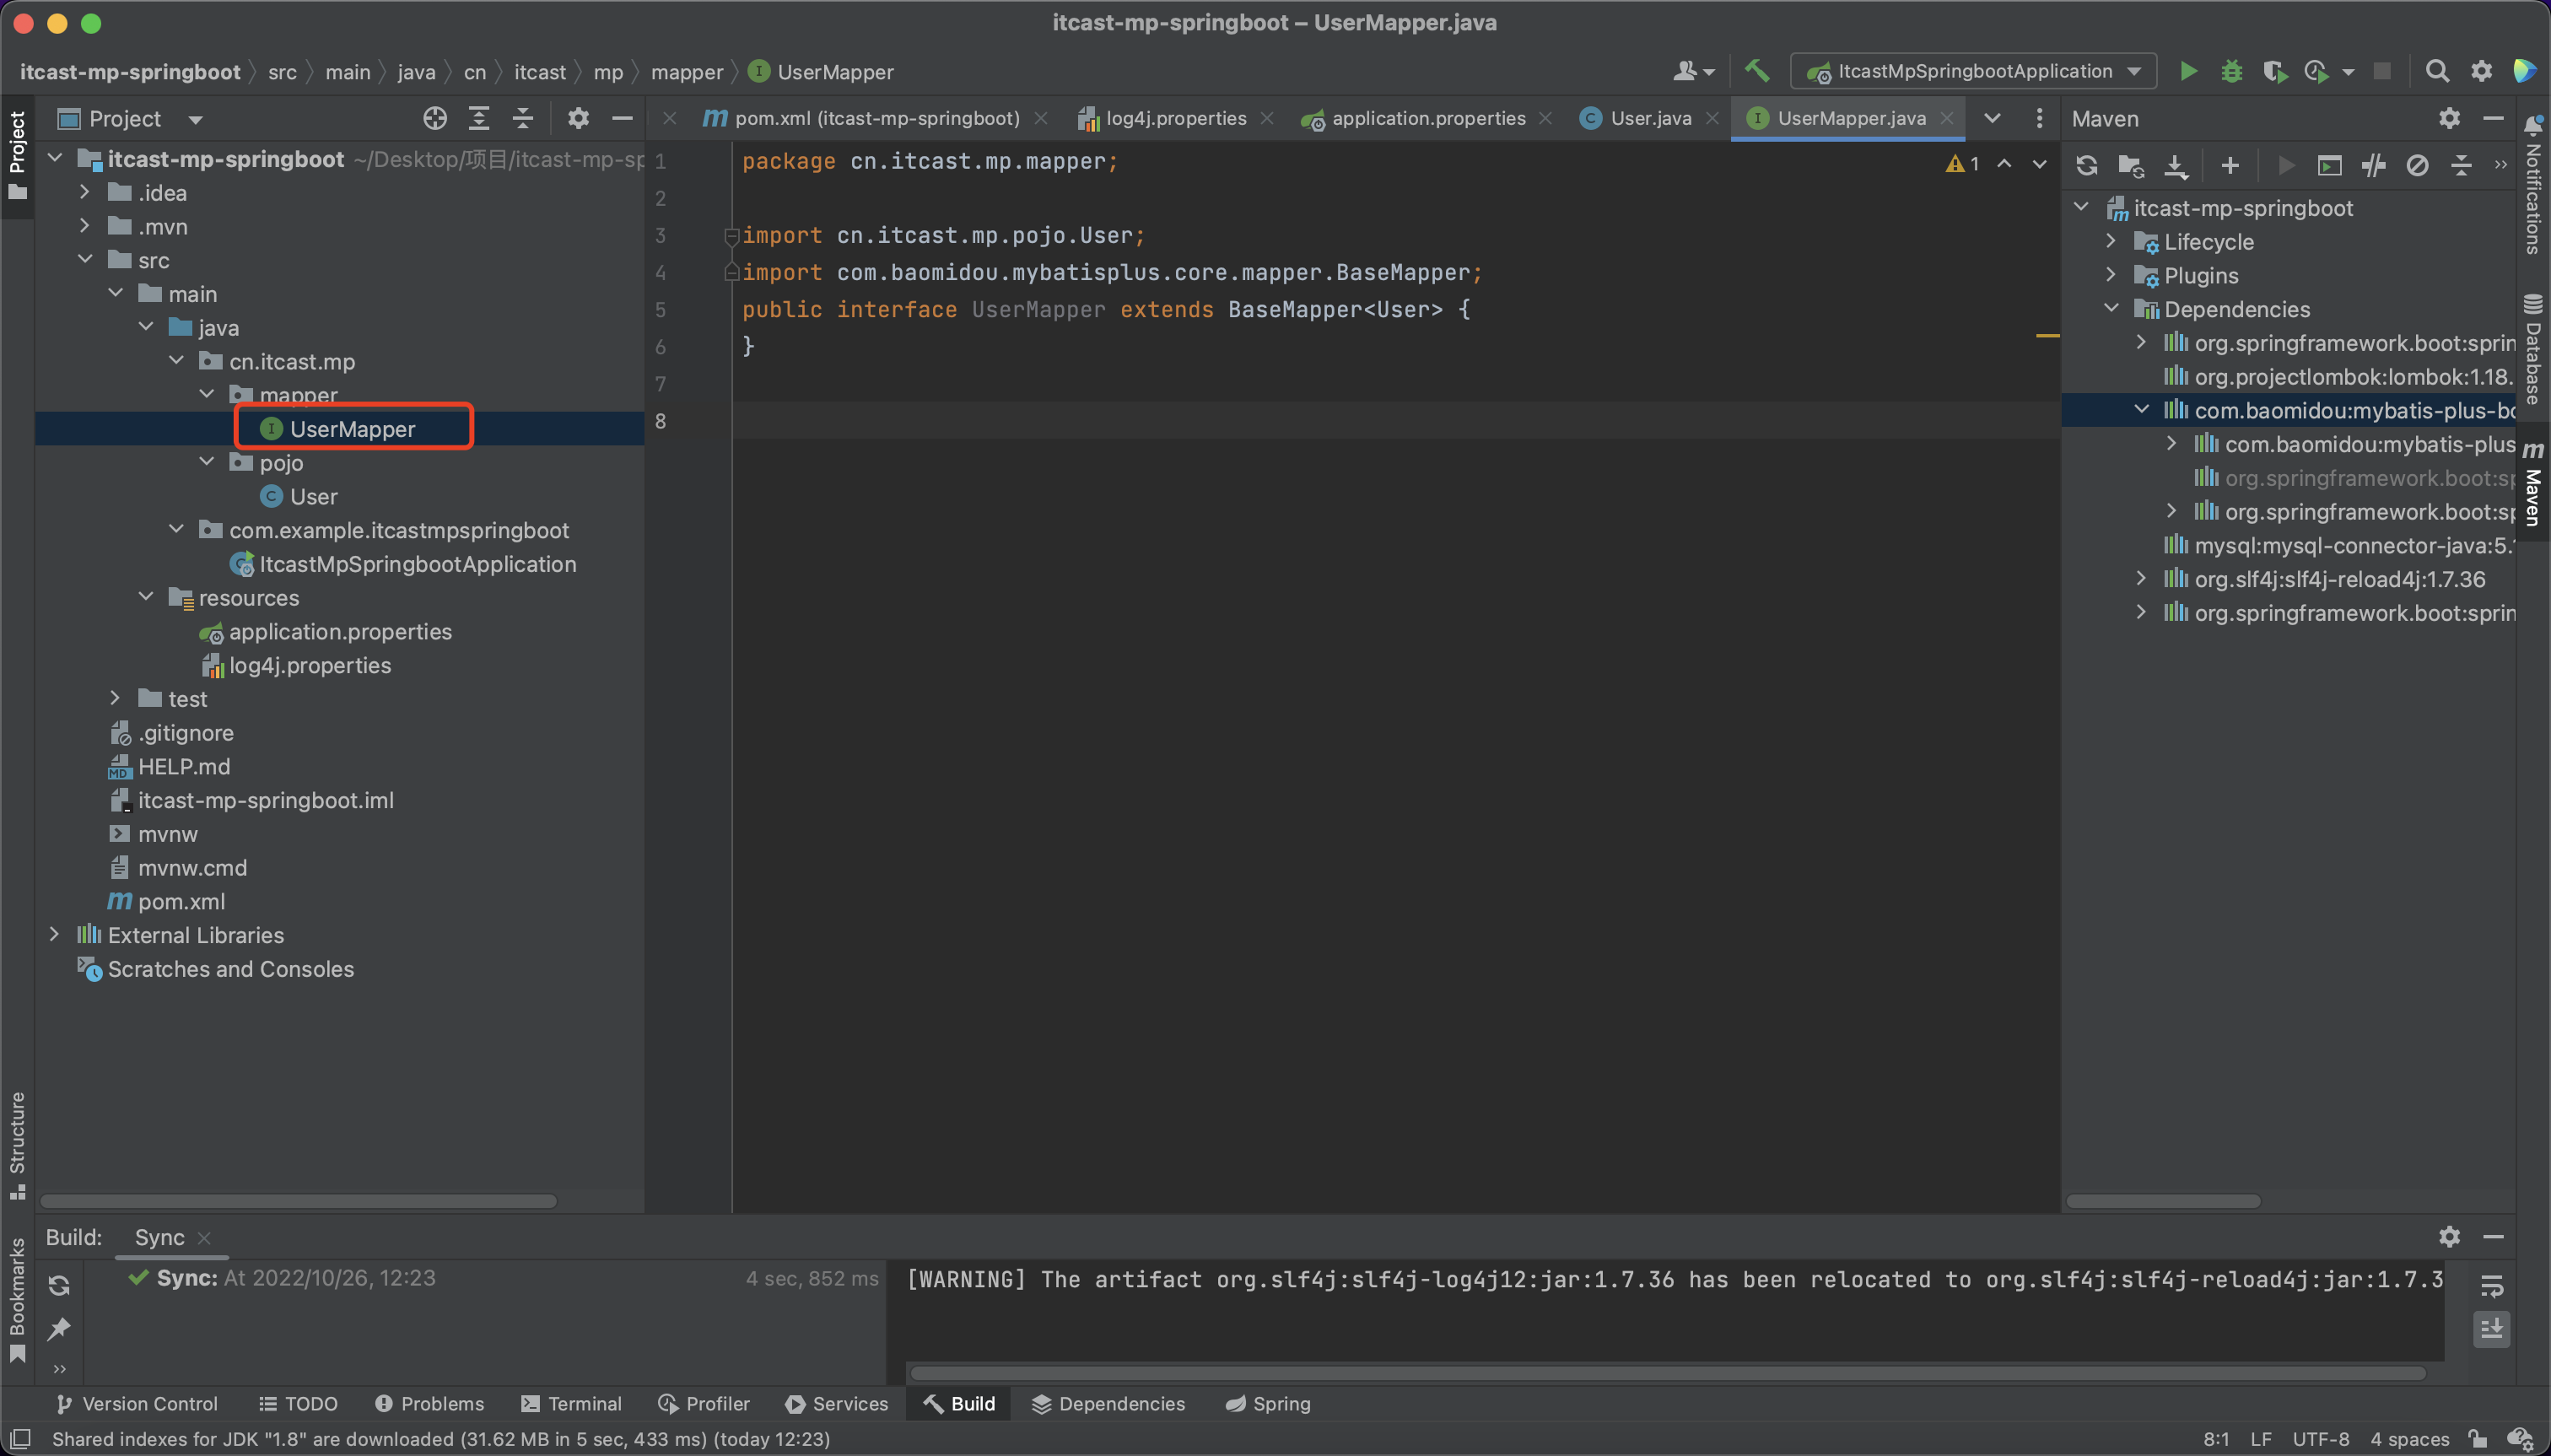 itcast-mp-springboot – UserMapper.java
itcast-mp-springboot src main java cn itcast mp mapper UserMapper
ItcastMpSpringbootApplication
Project
pom.xml (itcast-mp-springboot) log4j.properties application.properties User.java UserMapper.java
Maven
Project
itcast-mp-springboot ~/Desktop/项目/itcast-mp-sp
.idea
.mvn
src
main
java
cn.itcast.mp
mapper
UserMapper
pojo
User
com.example.itcastmpspringboot
ItcastMpSpringbootApplication
resources
application.properties
log4j.properties
test
.gitignore
HELP.md
itcast-mp-springboot.iml
mvnw
mvnw.cmd
pom.xml
External Libraries
Scratches and Consoles
1 package cn.itcast.mp.mapper;
2
3 import cn.itcast.mp.pojo.User;
4 import com.baomidou.mybatisplus.core.mapper.BaseMapper;
5 public interface UserMapper extends BaseMapper<User> {
6 }
7
8
1
itcast-mp-springboot
Lifecycle
Plugins
Dependencies
org.springframework.boot:sprin
org.projectlombok:lombok:1.18.
com.baomidou:mybatis-plus-bo
com.baomidou:mybatis-plus
org.springframework.boot:sp
org.springframework.boot:sp
mysql:mysql-connector-java:5.1
org.slf4j:slf4j-reload4j:1.7.36
org.springframework.boot:sprin
Notifications
Database
Maven
Structure
Bookmarks
Build: Sync
Sync: At 2022/10/26, 12:23 4 sec, 852 ms
[WARNING] The artifact org.slf4j:slf4j-log4j12:jar:1.7.36 has been relocated to org.slf4j:slf4j-reload4j:jar:1.7.3
Version Control TODO Problems Terminal Profiler Services Build Dependencies Spring
Shared indexes for JDK "1.8" are downloaded (31.62 MB in 5 sec, 433 ms) (today 12:23)
8:1 LF UTF-8 4 spaces